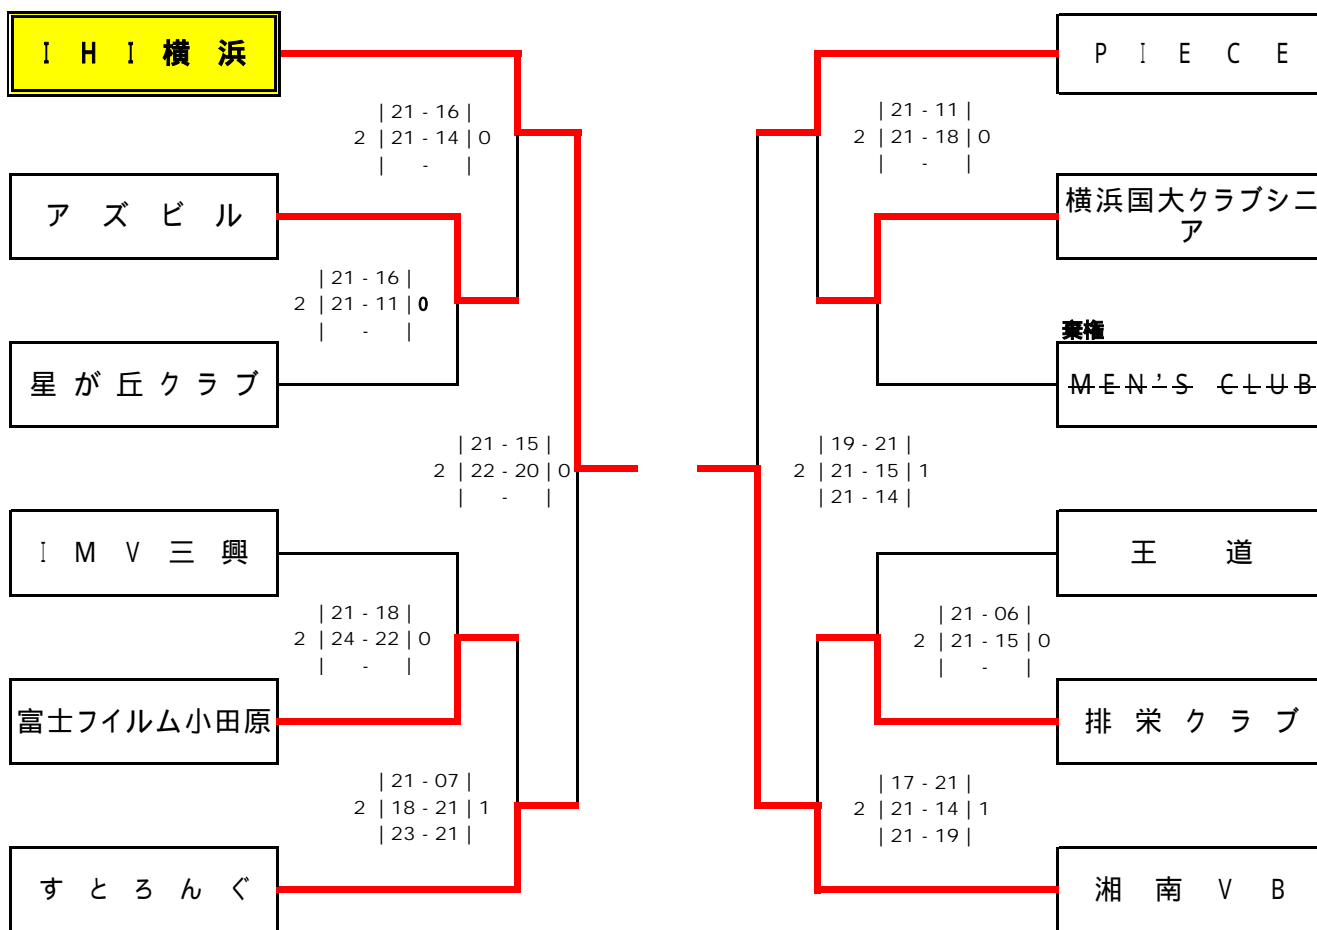 ＩＨＩ横浜
| 21 - 16 |
2 | 21 - 14 | 0
| - |
アズビル
| 21 - 16 |
2 | 21 - 11 | 0
| - |
星が丘クラブ
| 21 - 15 |
2 | 22 - 20 | 0
| - |
ＩＭＶ三興
| 21 - 18 |
2 | 24 - 22 | 0
| - |
富士フイルム小田原
| 21 - 07 |
2 | 18 - 21 | 1
| 23 - 21 |
すとろんぐ
ＰＩＥＣＥ
| 21 - 11 |
2 | 21 - 18 | 0
| - |
横浜国大クラブシニ
ア
棄権
ＭＥＮ’Ｓ　ＣＬＵＢ
| 19 - 21 |
2 | 21 - 15 | 1
| 21 - 14 |
王　道
| 21 - 06 |
2 | 21 - 15 | 0
| - |
排栄クラブ
| 17 - 21 |
2 | 21 - 14 | 1
| 21 - 19 |
湘南ＶＢ